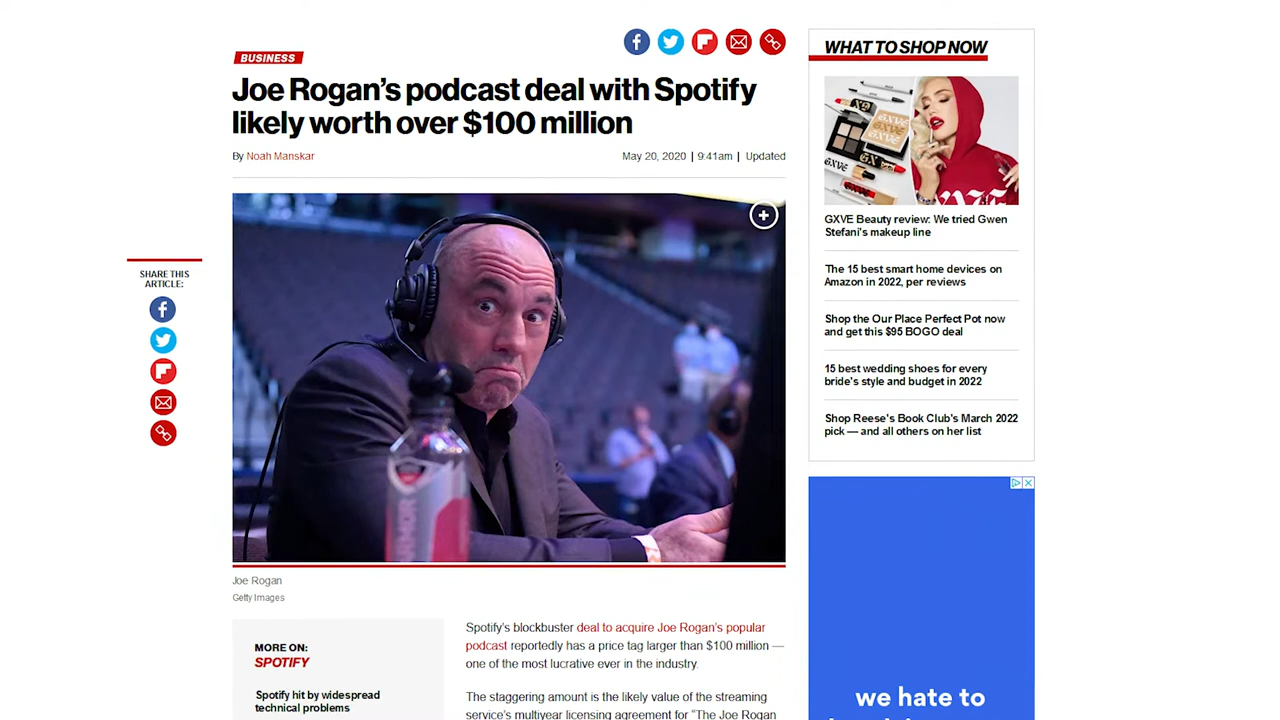 BUSINESS
Joe Rogan’s podcast deal with Spotify
likely worth over $100 million
By Noah Manskar
May 20, 2020 | 9:41am | Updated
SHARE THIS
ARTICLE:
Joe Rogan
Getty Images
MORE ON:
SPOTIFY
Spotify hit by widespread
technical problems
Spotify’s blockbuster deal to acquire Joe Rogan’s popular
podcast reportedly has a price tag larger than $100 million —
one of the most lucrative ever in the industry.
The staggering amount is the likely value of the streaming
service’s multiyear licensing agreement for “The Joe Rogan
WHAT TO SHOP NOW
GXVE
GXVE
GXVE
GXVE Beauty review: We tried Gwen
Stefani’s makeup line
The 15 best smart home devices on
Amazon in 2022, per reviews
Shop the Our Place Perfect Pot now
and get this $95 BOGO deal
15 best wedding shoes for every
bride’s style and budget in 2022
Shop Reese’s Book Club’s March 2022
pick — and all others on her list
we hate to